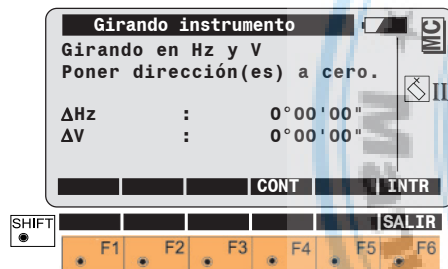 Girando instrumento
MC
Girando en Hz y V
Poner dirección(es) a cero.
II
ΔHz : 0°00'00"
ΔV : 0°00'00"
CONT INTR
SHIFT SALIR
F1 F2 F3 F4 F5 F6